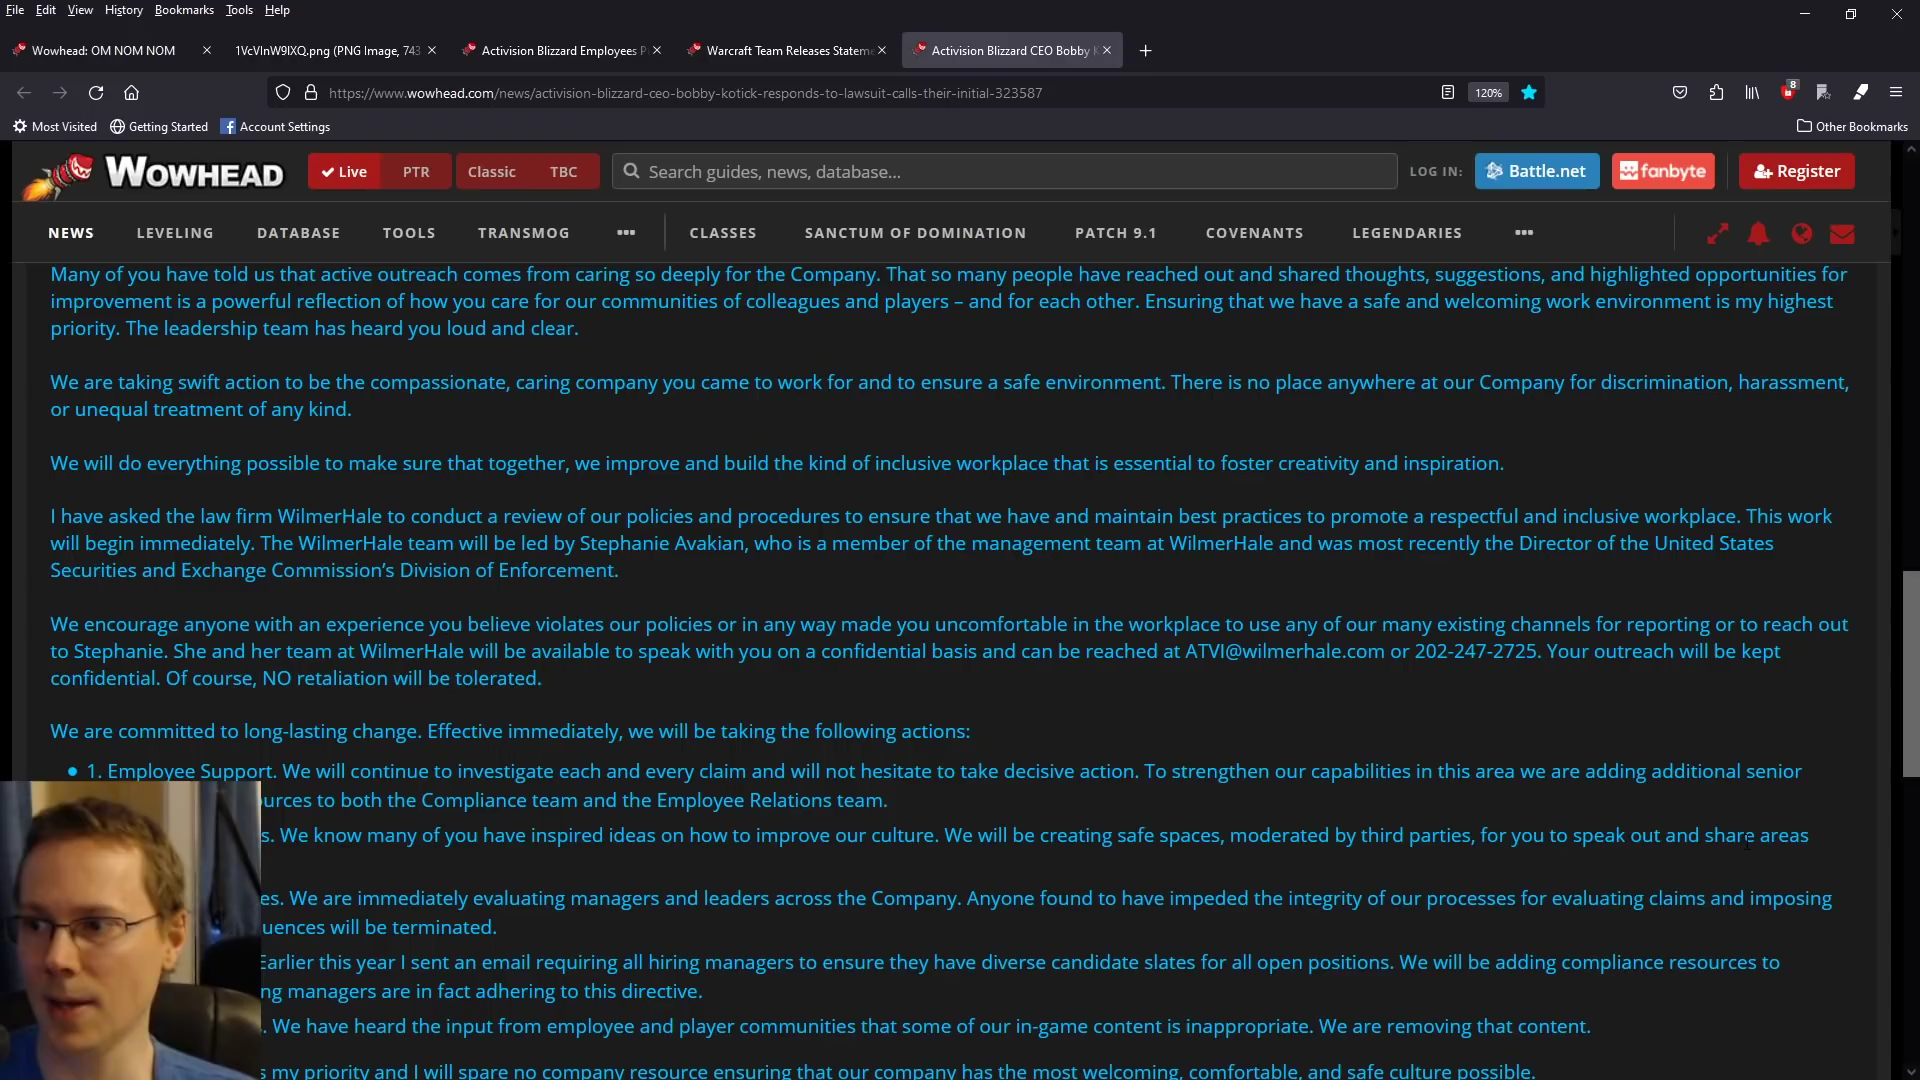 File Edit View History Bookmarks Tools Help
Wowhead: OM NOM NOM
1VcVlnW9IXQ.png (PNG Image, 743
Activision Blizzard Employees P
Warcraft Team Releases Stateme
Activision Blizzard CEO Bobby K
https://www.wowhead.com/news/activision-blizzard-ceo-bobby-kotick-responds-to-lawsuit-calls-their-initial-323587
120%
8
Most Visited Getting Started Account Settings Other Bookmarks
WOWHEAD Live PTR Classic TBC Search guides, news, database... LOG IN: Battle.net fanbyte Register
NEWS LEVELING DATABASE TOOLS TRANSMOG ••• CLASSES SANCTUM OF DOMINATION PATCH 9.1 COVENANTS LEGENDARIES •••
Many of you have told us that active outreach comes from caring so deeply for the Company. That so many people have reached out and shared thoughts, suggestions, and highlighted opportunities for
improvement is a powerful reflection of how you care for our communities of colleagues and players – and for each other. Ensuring that we have a safe and welcoming work environment is my highest
priority. The leadership team has heard you loud and clear.
We are taking swift action to be the compassionate, caring company you came to work for and to ensure a safe environment. There is no place anywhere at our Company for discrimination, harassment,
or unequal treatment of any kind.
We will do everything possible to make sure that together, we improve and build the kind of inclusive workplace that is essential to foster creativity and inspiration.
I have asked the law firm WilmerHale to conduct a review of our policies and procedures to ensure that we have and maintain best practices to promote a respectful and inclusive workplace. This work
will begin immediately. The WilmerHale team will be led by Stephanie Avakian, who is a member of the management team at WilmerHale and was most recently the Director of the United States
Securities and Exchange Commission's Division of Enforcement.
We encourage anyone with an experience you believe violates our policies or in any way made you uncomfortable in the workplace to use any of our many existing channels for reporting or to reach out
to Stephanie. She and her team at WilmerHale will be available to speak with you on a confidential basis and can be reached at ATVI@wilmerhale.com or 202-247-2725. Your outreach will be kept
confidential. Of course, NO retaliation will be tolerated.
We are committed to long-lasting change. Effective immediately, we will be taking the following actions:
• 1. Employee Support. We will continue to investigate each and every claim and will not hesitate to take decisive action. To strengthen our capabilities in this area we are adding additional senior
ources to both the Compliance team and the Employee Relations team.
s. We know many of you have inspired ideas on how to improve our culture. We will be creating safe spaces, moderated by third parties, for you to speak out and share areas
es. We are immediately evaluating managers and leaders across the Company. Anyone found to have impeded the integrity of our processes for evaluating claims and imposing
uences will be terminated.
Earlier this year I sent an email requiring all hiring managers to ensure they have diverse candidate slates for all open positions. We will be adding compliance resources to
ng managers are in fact adhering to this directive.
. We have heard the input from employee and player communities that some of our in-game content is inappropriate. We are removing that content.
s my priority and I will spare no company resource ensuring that our company has the most welcoming, comfortable, and safe culture possible.